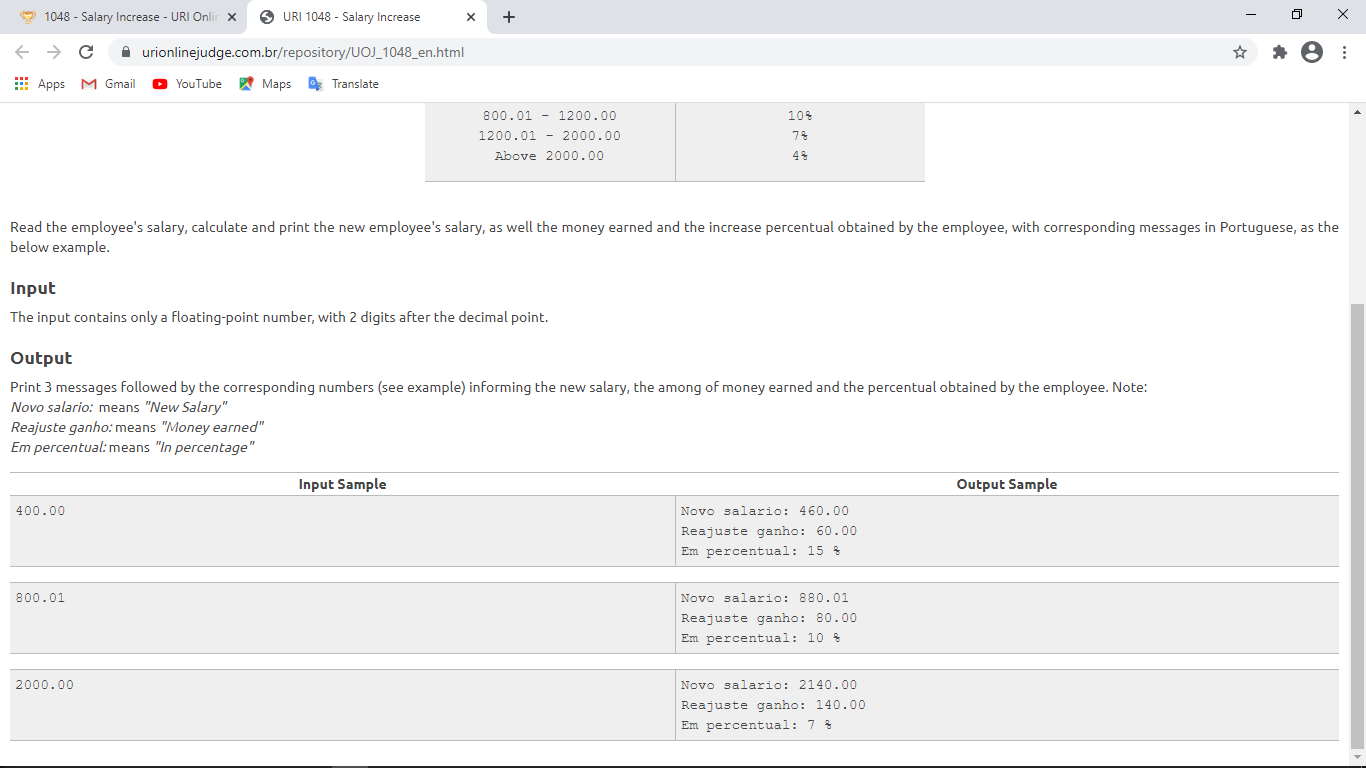 1048 - Salary Increase - URI Onlin
URI 1048 - Salary Increase
urionlinejudge.com.br/repository/UOJ_1048_en.html
Apps Gmail YouTube Maps Translate
800.01 - 1200.00 10%
1200.01 - 2000.00 7%
Above 2000.00 4%
Read the employee's salary, calculate and print the new employee's salary, as well the money earned and the increase percentual obtained by the employee, with corresponding messages in Portuguese, as the
below example.
Input
The input contains only a floating-point number, with 2 digits after the decimal point.
Output
Print 3 messages followed by the corresponding numbers (see example) informing the new salary, the among of money earned and the percentual obtained by the employee. Note:
Novo salario:  means "New Salary"
Reajuste ganho: means "Money earned"
Em percentual: means "In percentage"
Input Sample Output Sample
400.00
Novo salario: 460.00
Reajuste ganho: 60.00
Em percentual: 15 %
800.01
Novo salario: 880.01
Reajuste ganho: 80.00
Em percentual: 10 %
2000.00
Novo salario: 2140.00
Reajuste ganho: 140.00
Em percentual: 7 %